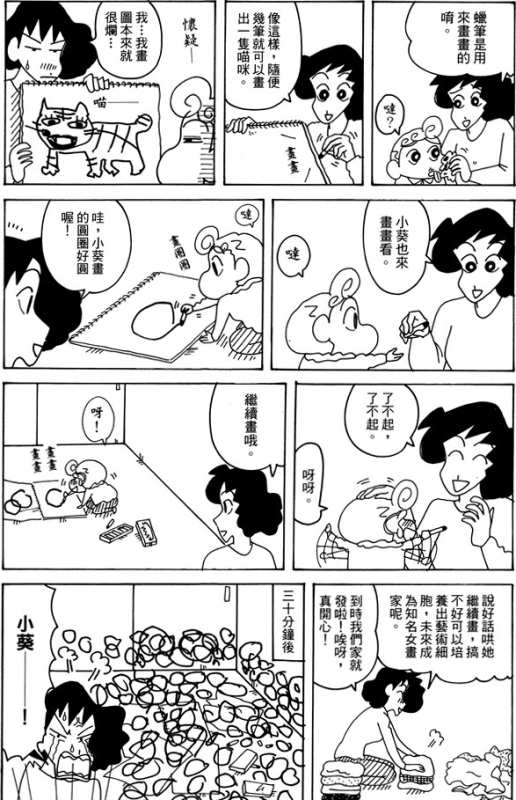 蠟筆是用
來畫畫的
唷。
噠?
像這樣,隨便
幾筆就可以畫
出一隻喵咪。
畫
畫
懷疑—
我…我畫
圖本來就
很爛…
喵——
小葵也來
畫畫看。
噠
噠
畫圈圈
哇,小葵畫
的圓圈好圓
喔!
了不起,
了不起。
呀呀。
繼續畫哦。
呀!
畫畫
畫畫
說好話哄她
繼續畫,搞
不好可以培
養出藝術細
胞,未來成
為知名女畫
家呢。
到時我們家就
發啦!唉呀,
真開心!
三十分鐘後
小葵——!